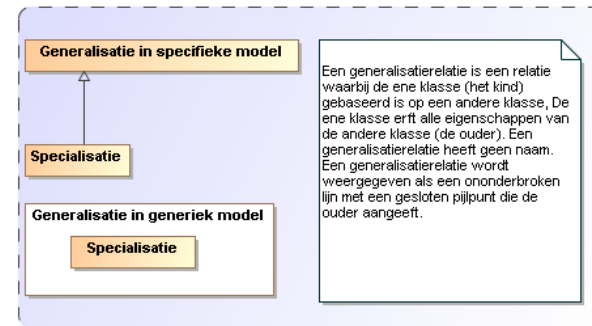 Generalisatie in specifieke model
Specialisatie
Generalisatie in generiek model
Specialisatie
Een generalisatierelatie is een relatie
waarbij de ene klasse (het kind)
gebaseerd is op een andere klasse, De
ene klasse erft alle eigenschappen van
de andere klasse (de ouder). Een
generalisatierelatie heeft geen naam.
Een generalisatierelatie wordt
weergegeven als een ononderbroken
lijn met een gesloten pijlpunt die de
ouder aangeeft.